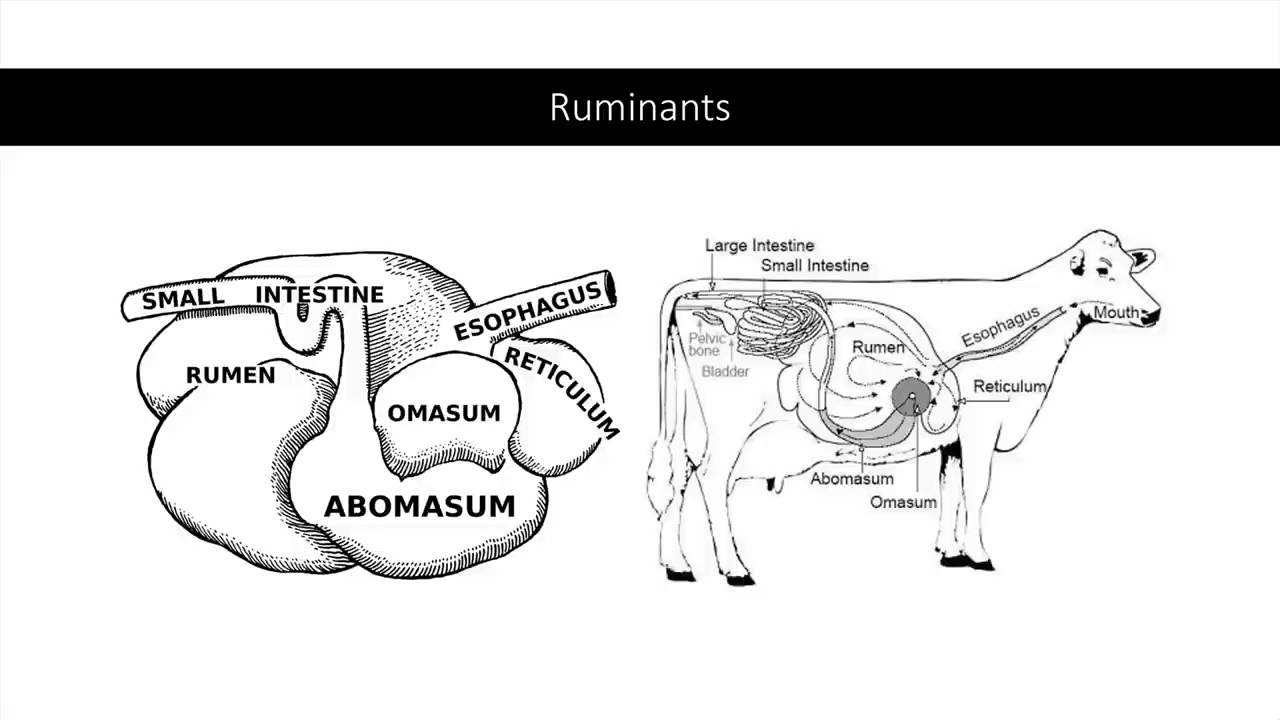 Ruminants
SMALL INTESTINE
ESOPHAGUS
RETICULUM
RUMEN
OMASUM
ABOMASUM
Large Intestine
Small Intestine
Mouth
Esophagus
Pelvic
bone
Rumen
Bladder
Reticulum
Abomasum
Omasum